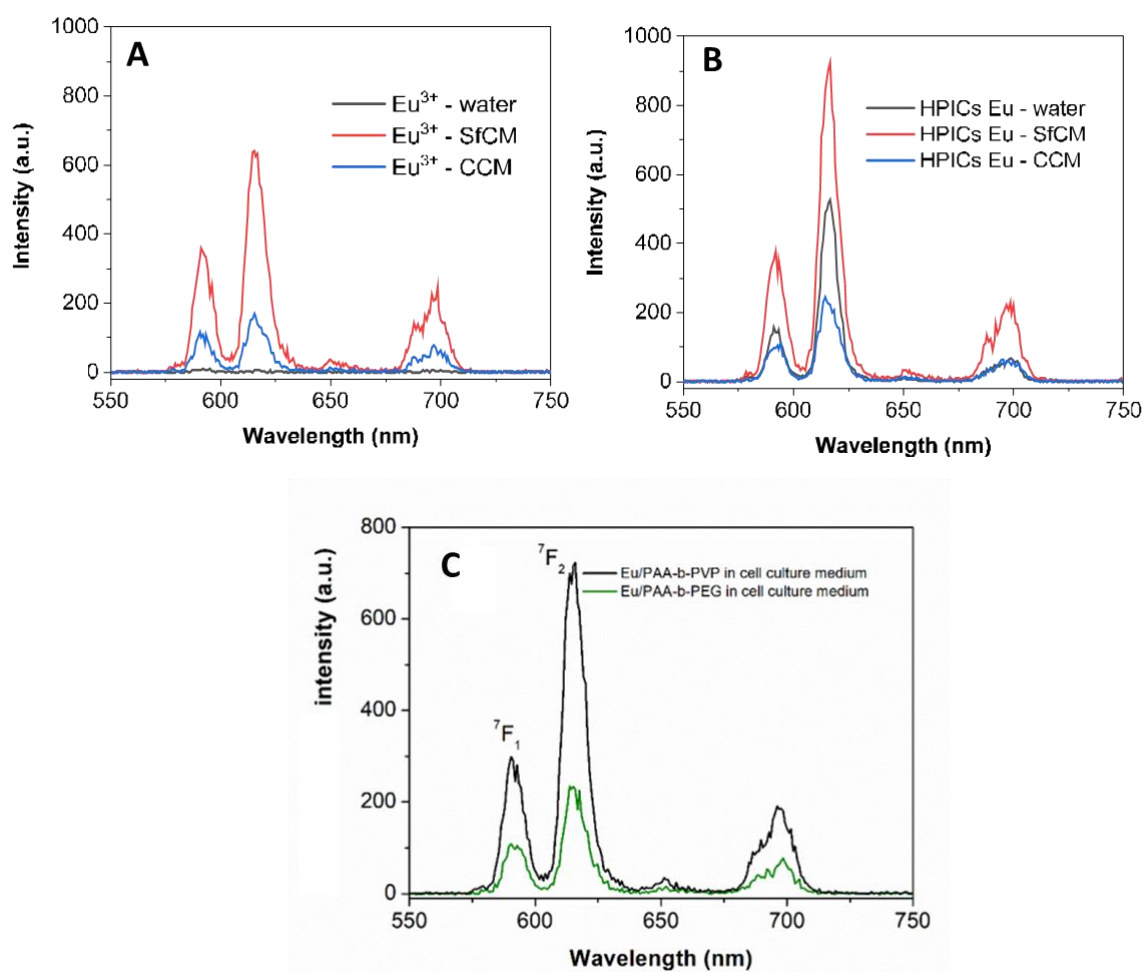 A
1000
800
600
400
200
0
Intensity (a.u.)
Eu3+ - water
Eu3+ - SfCM
Eu3+ - CCM
550 600 650 700 750
Wavelength (nm)
B
1000
800
600
400
200
0
Intensity (a.u.)
HPICs Eu - water
HPICs Eu - SfCM
HPICs Eu - CCM
550 600 650 700 750
Wavelength (nm)
C
800
600
400
200
0
intensity (a.u.)
7F2
7F1
Eu/PAA-b-PVP in cell culture medium
Eu/PAA-b-PEG in cell culture medium
550 600 650 700 750
Wavelength (nm)